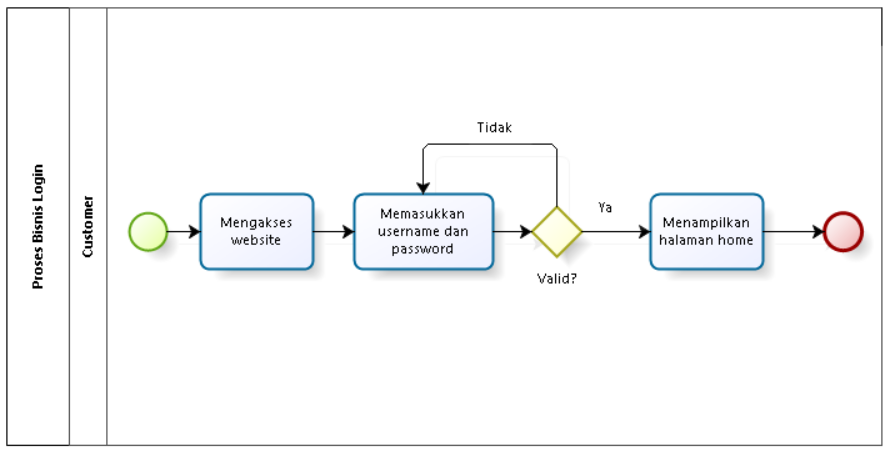 Proses Bisnis Login
Customer
Mengakses
website
Memasukkan
username dan
password
Tidak
Valid?
Ya
Menampilkan
halaman home